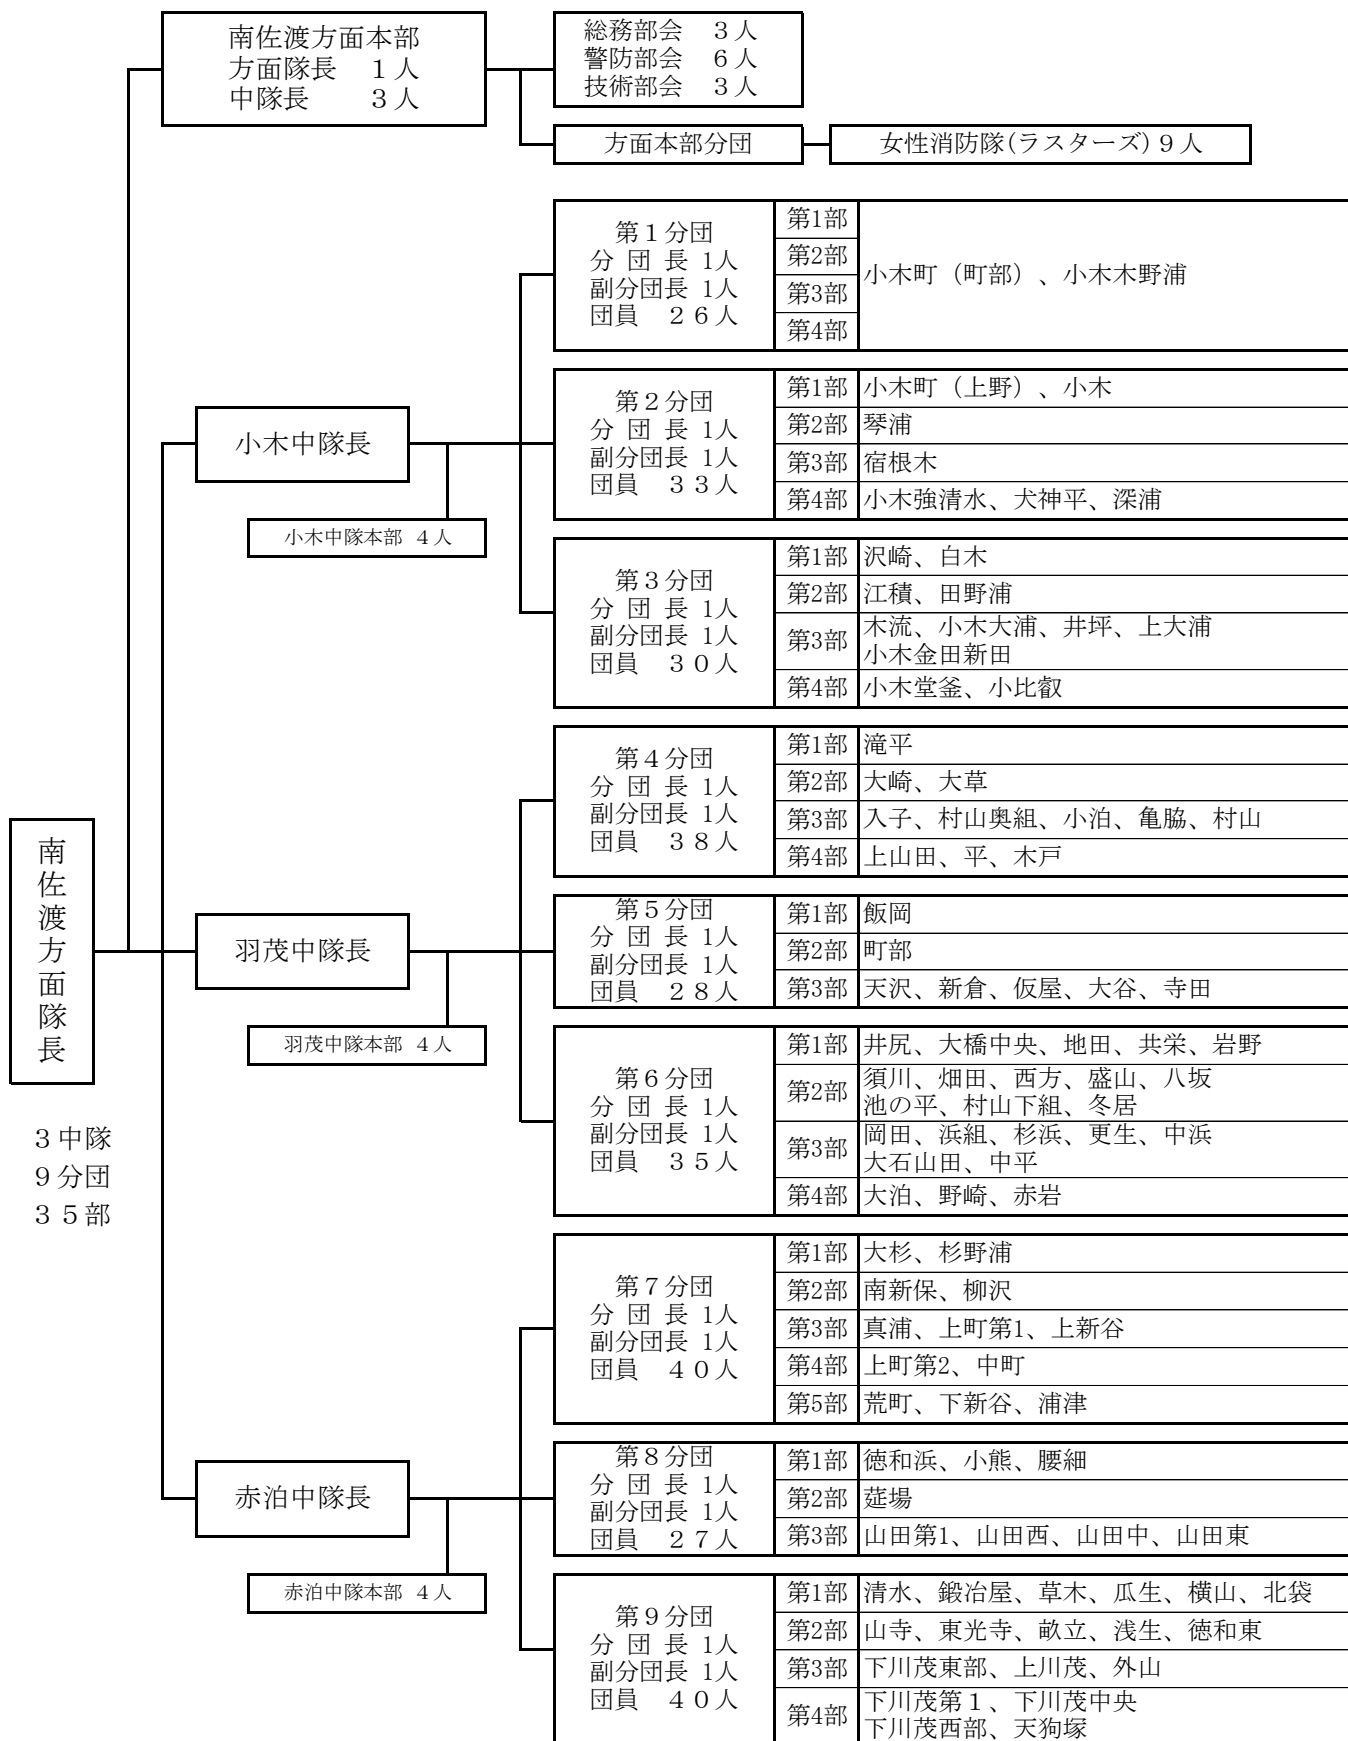 南佐渡方面本部
方面隊長　１人
中隊長　　３人
総務部会　３人
警防部会　６人
技術部会　３人
方面本部分団
女性消防隊(ラスターズ)９人
第１分団
分 団 長 1人
副分団長 1人
団員　２６人
第1部
第2部
第3部
第4部
小木町（町部）、小木木野浦
小木中隊長
小木中隊本部 ４人
第２分団
分 団 長 1人
副分団長 1人
団員　３３人
第1部 小木町（上野）、小木
第2部 琴浦
第3部 宿根木
第4部 小木強清水、犬神平、深浦
第３分団
分 団 長 1人
副分団長 1人
団員　３０人
第1部 沢崎、白木
第2部 江積、田野浦
第3部 木流、小木大浦、井坪、上大浦
小木金田新田
第4部 小木堂釜、小比叡
南佐渡方面隊長
３中隊
９分団
３５部
羽茂中隊長
羽茂中隊本部 ４人
第４分団
分 団 長 1人
副分団長 1人
団員　３８人
第1部 滝平
第2部 大崎、大草
第3部 入子、村山奥組、小泊、亀脇、村山
第4部 上山田、平、木戸
第５分団
分 団 長 1人
副分団長 1人
団員　２８人
第1部 飯岡
第2部 町部
第3部 天沢、新倉、仮屋、大谷、寺田
第６分団
分 団 長 1人
副分団長 1人
団員　３５人
第1部 井尻、大橋中央、地田、共栄、岩野
第2部 須川、畑田、西方、盛山、八坂
池の平、村山下組、冬居
第3部 岡田、浜組、杉浜、更生、中浜
大石山田、中平
第4部 大泊、野崎、赤岩
赤泊中隊長
赤泊中隊本部 ４人
第７分団
分 団 長 1人
副分団長 1人
団員　４０人
第1部 大杉、杉野浦
第2部 南新保、柳沢
第3部 真浦、上町第1、上新谷
第4部 上町第2、中町
第5部 荒町、下新谷、浦津
第８分団
分 団 長 1人
副分団長 1人
団員　２７人
第1部 徳和浜、小熊、腰細
第2部 莚場
第3部 山田第1、山田西、山田中、山田東
第９分団
分 団 長 1人
副分団長 1人
団員　４０人
第1部 清水、鍛冶屋、草木、瓜生、横山、北袋
第2部 山寺、東光寺、畝立、浅生、徳和東
第3部 下川茂東部、上川茂、外山
第4部 下川茂第１、下川茂中央
下川茂西部、天狗塚